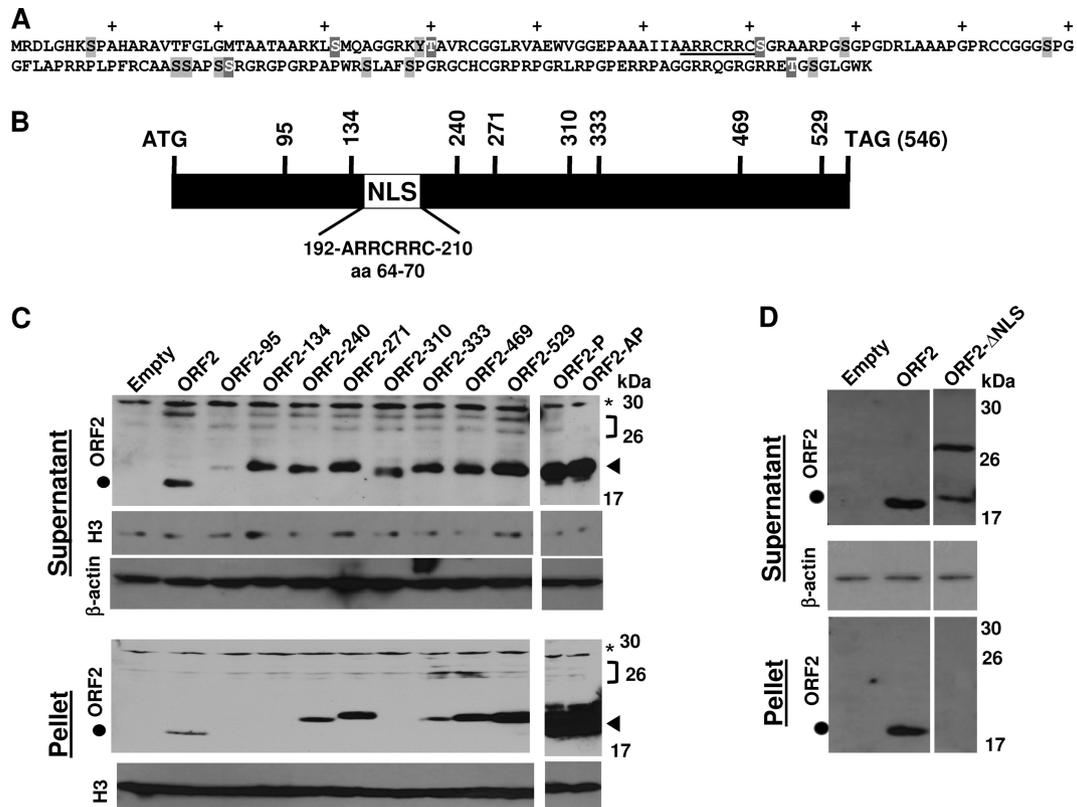 A
+ + + + + + + +
MRDLGHKSPAHARAVTFGLGMTAATAARKLSMQAGGRKYTAVRCGGLRVAEWVGGEPAAAIIAARRCRRCSGRAARPGSGPGDRLAAAPGPRCCGGGSPG
GFLAPRRPLPFRCAASSAPSSRGRGPGRPAPWRSLAFSPGRGCHCGRPRPGRLRPGPERRPAGGRRQGRGRRETGSGLGWK
B
ATG 95 134 240 271 310 333 469 529 TAG (546)
NLS
192-ARRCRRC-210
aa 64-70
C
Empty ORF2 ORF2-95 ORF2-134 ORF2-240 ORF2-271 ORF2-310 ORF2-333 ORF2-469 ORF2-529 ORF2-P ORF2-AP
kDa
Supernatant
● ORF2
* 30
] 26
◄
17
H3
β-actin
Pellet
● ORF2
* 30
] 26
◄
17
H3
D
Empty ORF2 ORF2-ΔNLS
kDa
Supernatant
● ORF2
30
26
17
β-actin
Pellet
● ORF2
30
26
17